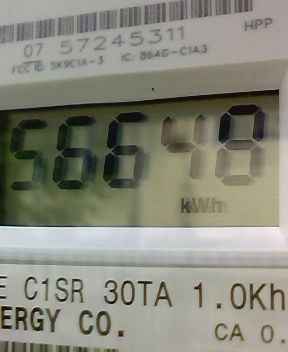 HPP
07 57245311
FCC ID: SK9C1A-3 IC: 864G-C1A3
56648
kWh
E C1SR 30TA 1.0Kh
ERGY CO.
CA 0.